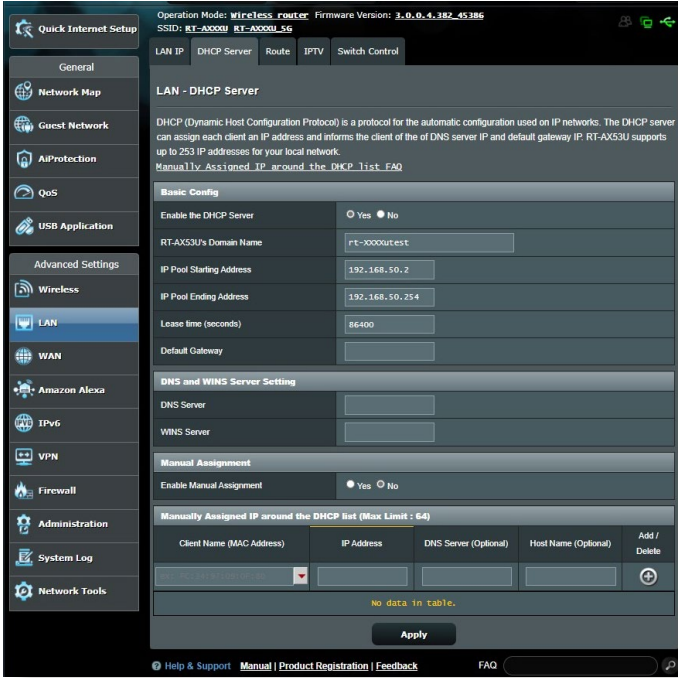 Operation Mode: Wireless router Firmware Version: 3.0.0.4.382_45386
SSID: RT-AXXXU RT-AXXXU_5G
Quick Internet Setup
General
Network Map
Guest Network
AiProtection
QoS
USB Application
Advanced Settings
Wireless
LAN
WAN
Amazon Alexa
IPv6
VPN
Firewall
Administration
System Log
Network Tools
LAN IP DHCP Server Route IPTV Switch Control
LAN - DHCP Server
DHCP (Dynamic Host Configuration Protocol) is a protocol for the automatic configuration used on IP networks. The DHCP server
can assign each client an IP address and informs the client of the of DNS server IP and default gateway IP. RT-AX53U supports
up to 253 IP addresses for your local network.
Manually Assigned IP around the DHCP list FAQ
Basic Config
Enable the DHCP Server Yes No
RT-AX53U's Domain Name rt-XXXXutest
IP Pool Starting Address 192.168.50.2
IP Pool Ending Address 192.168.50.254
Lease time (seconds) 86400
Default Gateway
DNS and WINS Server Setting
DNS Server
WINS Server
Manual Assignment
Enable Manual Assignment Yes No
Manually Assigned IP around the DHCP list (Max Limit : 64)
Client Name (MAC Address) IP Address DNS Server (Optional) Host Name (Optional) Add / Delete
No data in table.
Apply
Help & Support Manual | Product Registration | Feedback FAQ